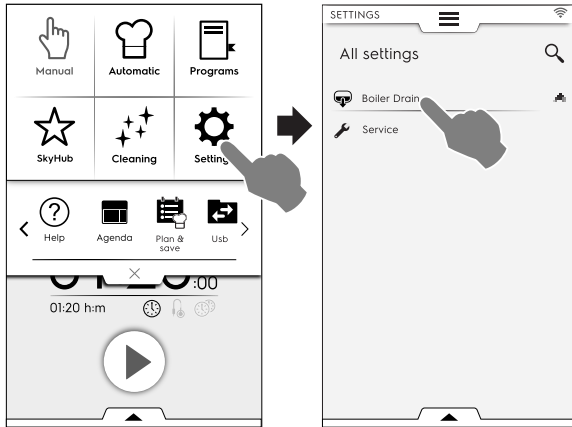 Manual Automatic Programs
SkyHub Cleaning Setting
Help Agenda Plan & save Usb
:00
01:20 h:m
SETTINGS
All settings
Boiler Drain
Service